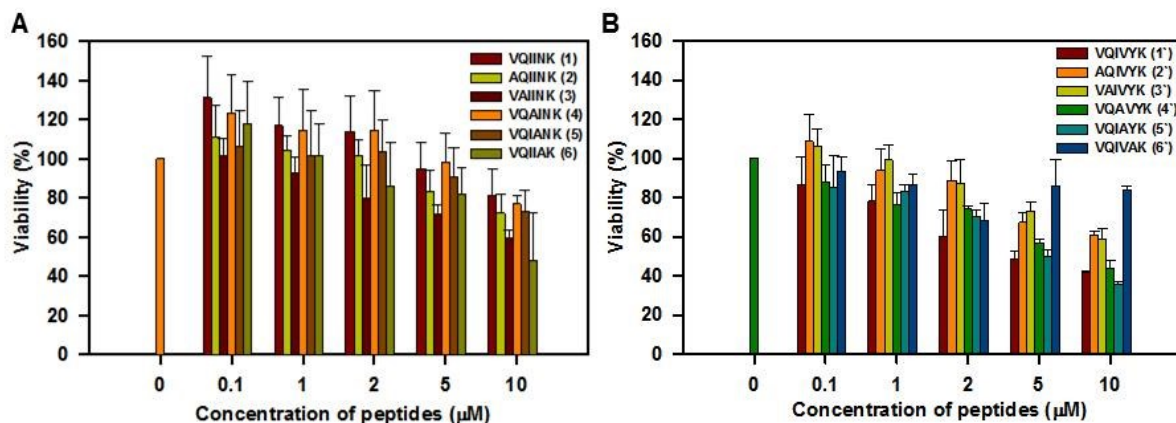 A
160
140
120
100
80
60
40
20
0
Viability (%)
VQIINK (1)
AQIINK (2)
VAIINK (3)
VQAINK (4)
VQIANK (5)
VQIIAK (6)
0 0.1 1 2 5 10
Concentration of peptides (μM)
B
160
140
120
100
80
60
40
20
0
Viability (%)
VQIVYK (1`)
AQIVYK (2`)
VAIVYK (3`)
VQAVYK (4`)
VQIAYK (5`)
VQIVAK (6`)
0 0.1 1 2 5 10
Concentration of peptides (μM)